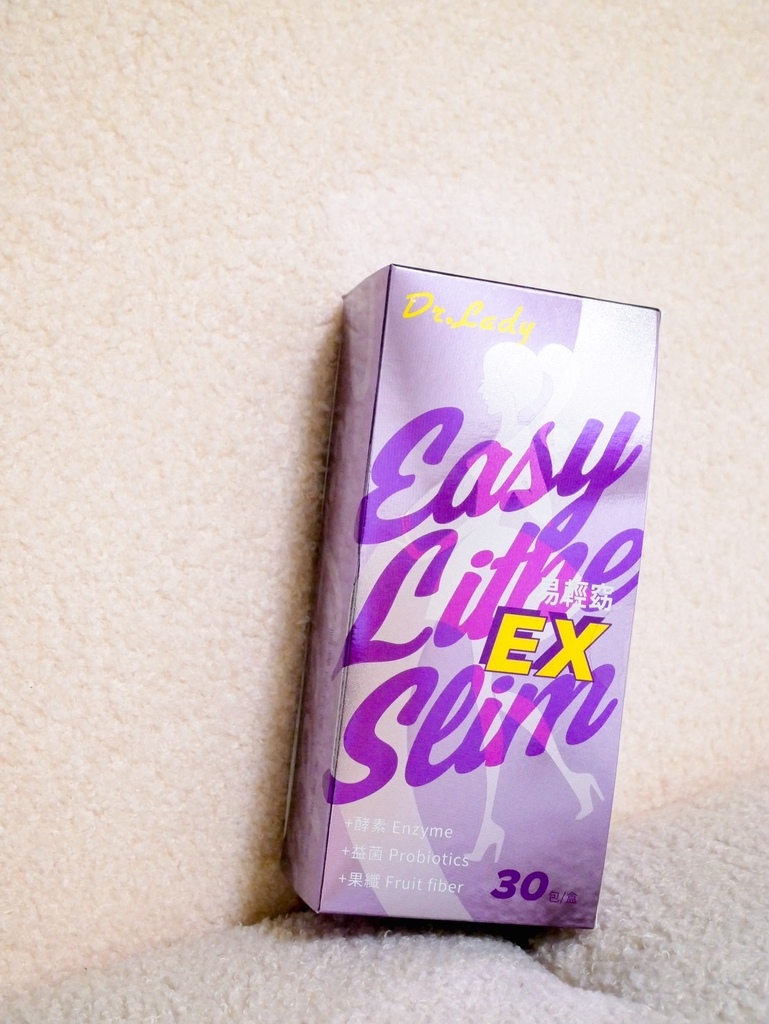 Dr.Lady
Easy
Lithe
易輕窈
EX
Slim
+酵素 Enzyme
+益菌 Probiotics
+果纖 Fruit fiber
30包/盒